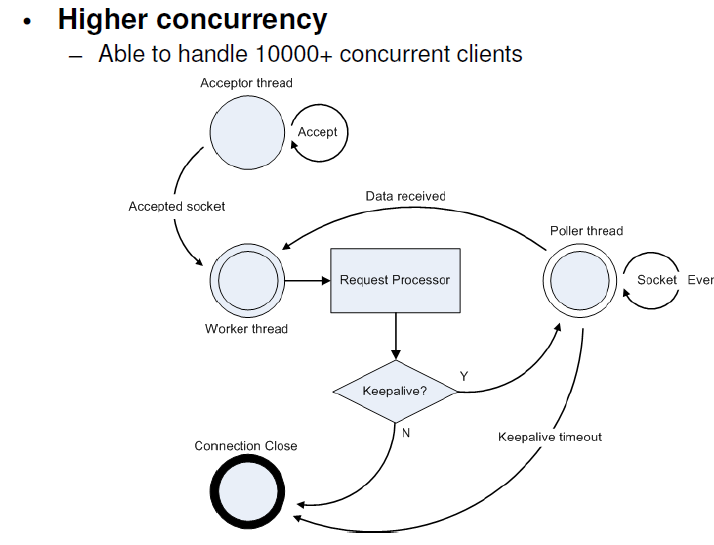 • Higher concurrency
– Able to handle 10000+ concurrent clients
Acceptor thread
Accept
Accepted socket
Data received
Poller thread
Request Processor
Socket Even
Worker thread
Keepalive?
Y
N
Keepalive timeout
Connection Close